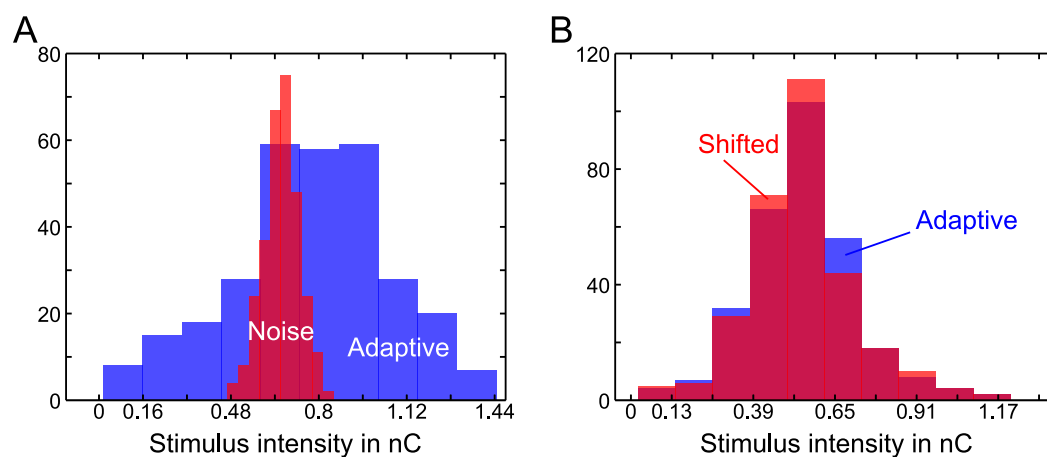 A
80
60
40
20
0
Noise
Adaptive
0 0.16 0.48 0.8 1.12 1.44
Stimulus intensity in nC
B
120
80
40
0
Shifted
Adaptive
0 0.13 0.39 0.65 0.91 1.17
Stimulus intensity in nC